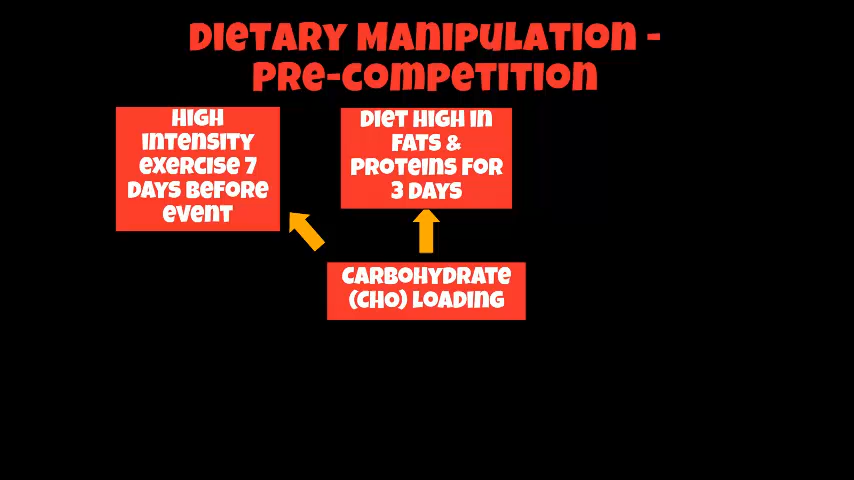 Dietary Manipulation -
Pre-competition
High
intensity
exercise 7
days before
event
Diet high in
fats &
proteins for
3 days
Carbohydrate
(CHO) loading